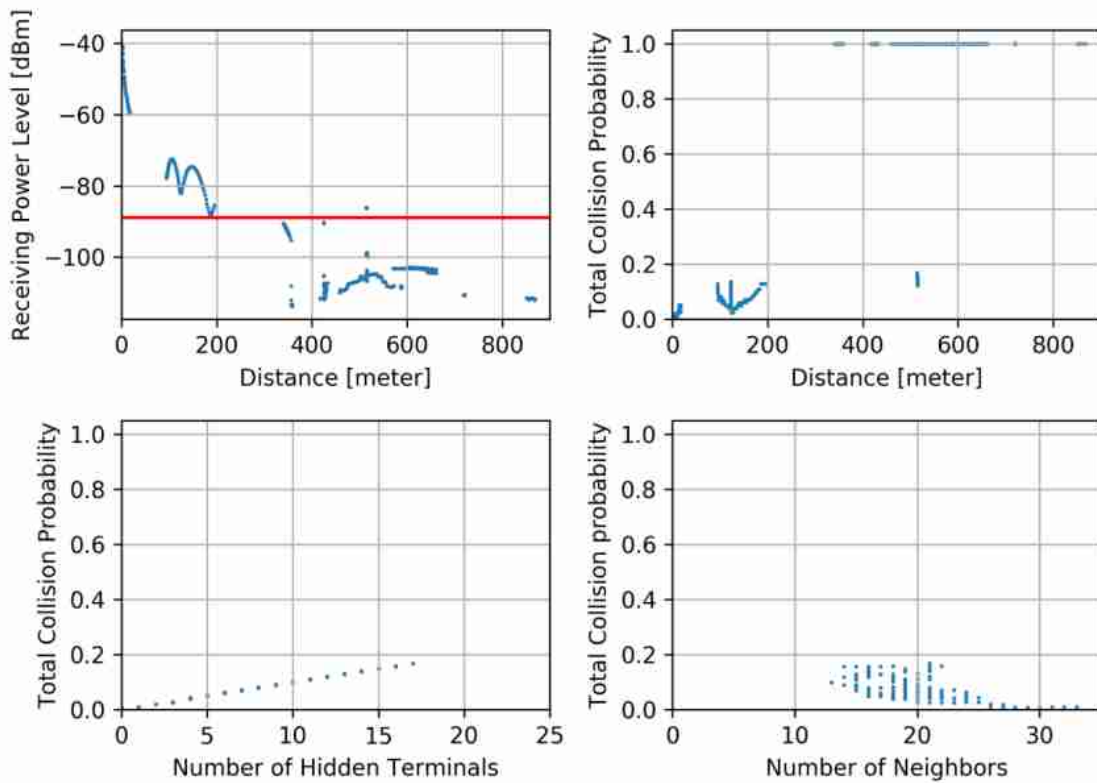 Receiving Power Level [dBm]
−40
−60
−80
−100
0 200 400 600 800
Distance [meter]
Total Collision Probability
1.0
0.8
0.6
0.4
0.2
0.0
0 200 400 600 800
Distance [meter]
Total Collision Probability
1.0
0.8
0.6
0.4
0.2
0.0
0 5 10 15 20 25
Number of Hidden Terminals
Total Collision probability
1.0
0.8
0.6
0.4
0.2
0.0
0 10 20 30
Number of Neighbors